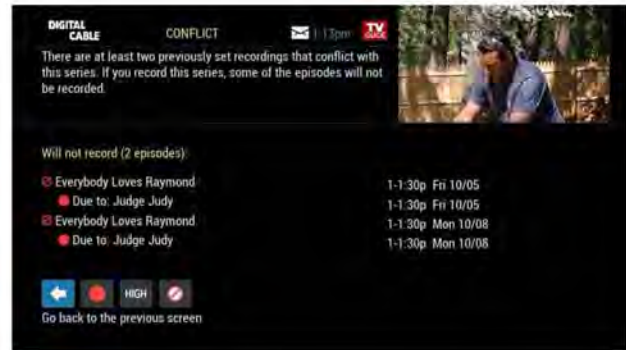 DIGITAL
CABLE
CONFLICT
1:13pm
TV
GUIDE
There are at least two previously set recordings that conflict with
this series. If you record this series, some of the episodes will not
be recorded.
Will not record (2 episodes):
Everybody Loves Raymond 1-1:30p Fri 10/05
Due to: Judge Judy 1-1:30p Fri 10/05
Everybody Loves Raymond 1-1:30p Mon 10/08
Due to: Judge Judy 1-1:30p Mon 10/08
HIGH
Go back to the previous screen